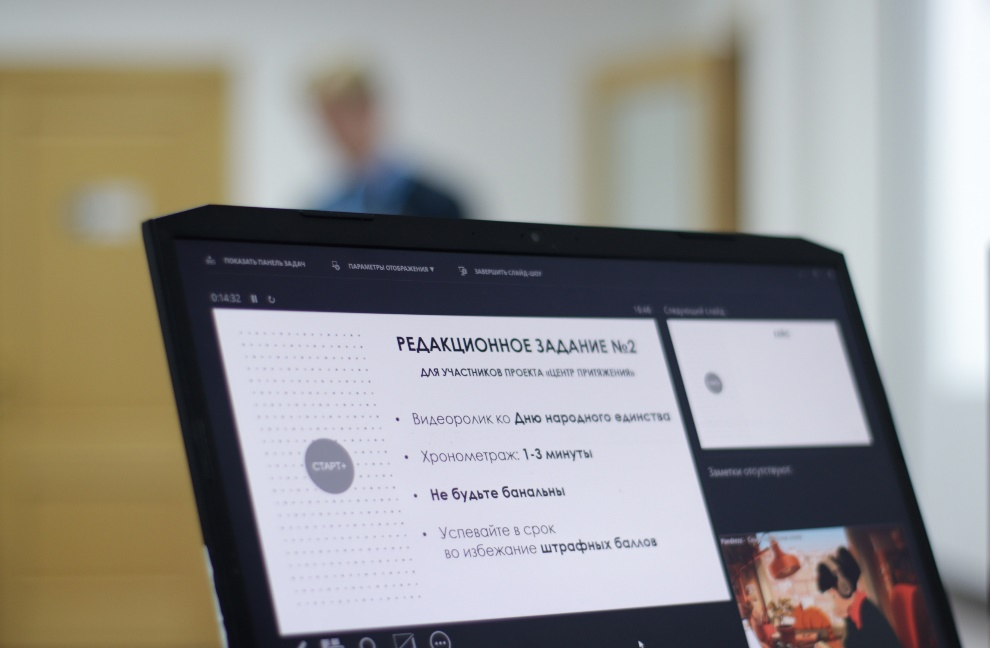 ПОКАЗАТЬ ПАНЕЛЬ ЗАДАЧ
ПАРАМЕТРЫ ОТОБРАЖЕНИЯ ▼
ЗАВЕРШИТЬ СЛАЙД-ШОУ
0:14:32
Следующий слайд
РЕДАКЦИОННОЕ ЗАДАНИЕ №2
ДЛЯ УЧАСТНИКОВ ПРОЕКТА «ЦЕНТР ПРИТЯЖЕНИЯ»
• Видеоролик ко Дню народного единства
• Хронометраж: 1-3 минуты
СТАРТ+
• Не будьте банальны
• Успевайте в срок
во избежание штрафных баллов
Заметки отсутствуют.